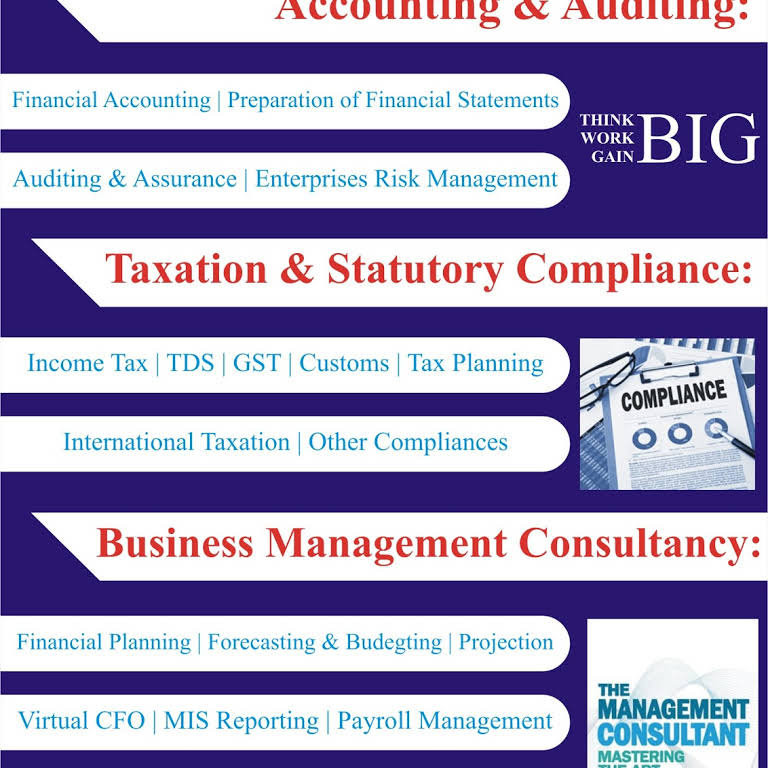 Accounting & Auditing:
Financial Accounting | Preparation of Financial Statements
Auditing & Assurance | Enterprises Risk Management
THINK
WORK
GAIN
BIG
Taxation & Statutory Compliance:
Income Tax | TDS | GST | Customs | Tax Planning
International Taxation | Other Compliances
COMPLIANCE
Business Management Consultancy:
Financial Planning | Forecasting & Budegting | Projection
Virtual CFO | MIS Reporting | Payroll Management
THE
MANAGEMENT
CONSULTANT
MASTERING
THE ART